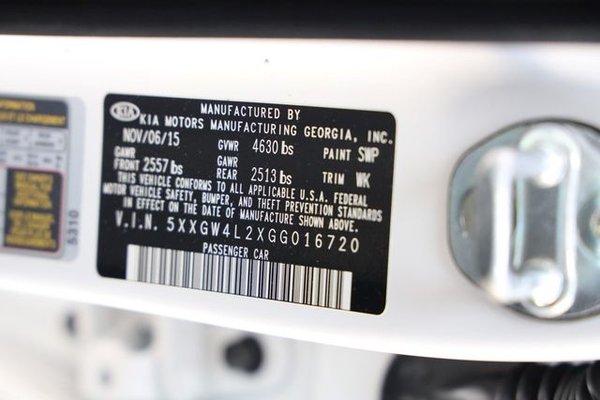 KIA
MANUFACTURED BY
KIA MOTORS MANUFACTURING GEORGIA, INC.
NOV/06/15 GVWR 4630 lbs PAINT SWP
GAWR GAWR
FRONT 2557 lbs REAR 2513 lbs TRIM WK
THIS VEHICLE CONFORMS TO ALL APPLICABLE U.S.A. FEDERAL
MOTOR VEHICLE SAFETY, BUMPER, AND THEFT PREVENTION STANDARDS
IN EFFECT ON THE DATE OF MANUFACTURE SHOWN ABOVE.
V.I.N. 5XXGW4L2XGG016720
PASSENGER CAR
5310